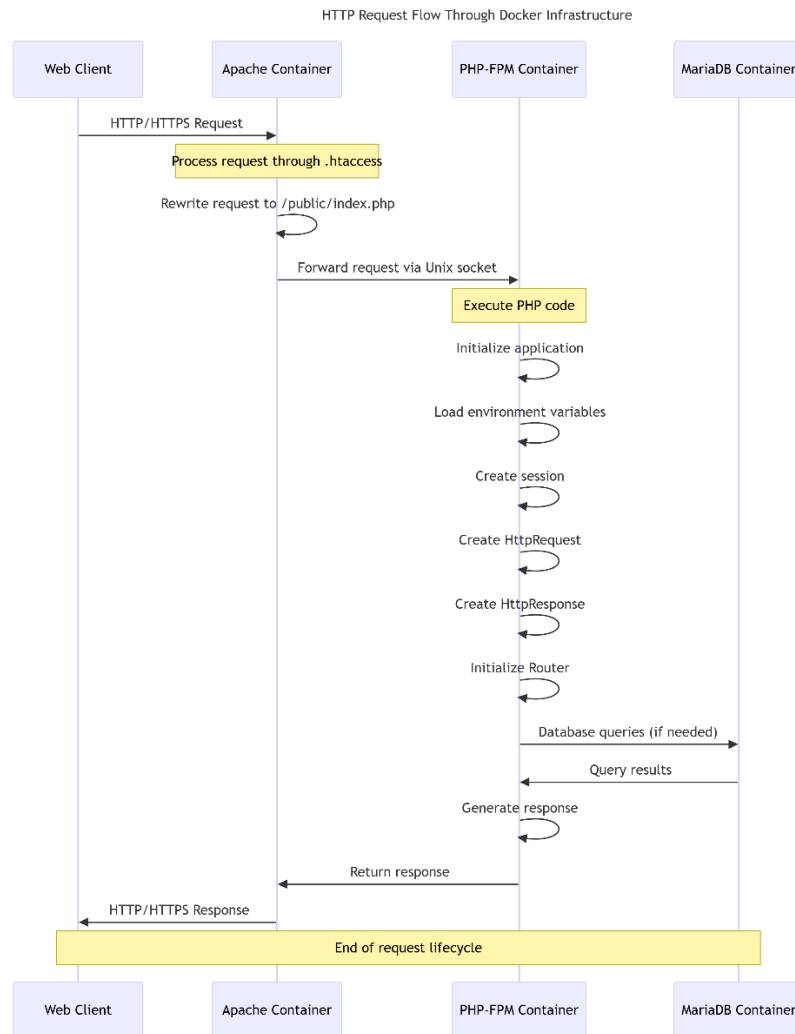 HTTP Request Flow Through Docker Infrastructure
Web Client
Apache Container
PHP-FPM Container
MariaDB Container
HTTP/HTTPS Request
Process request through .htaccess
Rewrite request to /public/index.php
Forward request via Unix socket
Execute PHP code
Initialize application
Load environment variables
Create session
Create HttpRequest
Create HttpResponse
Initialize Router
Database queries (if needed)
Query results
Generate response
Return response
HTTP/HTTPS Response
End of request lifecycle
Web Client
Apache Container
PHP-FPM Container
MariaDB Container